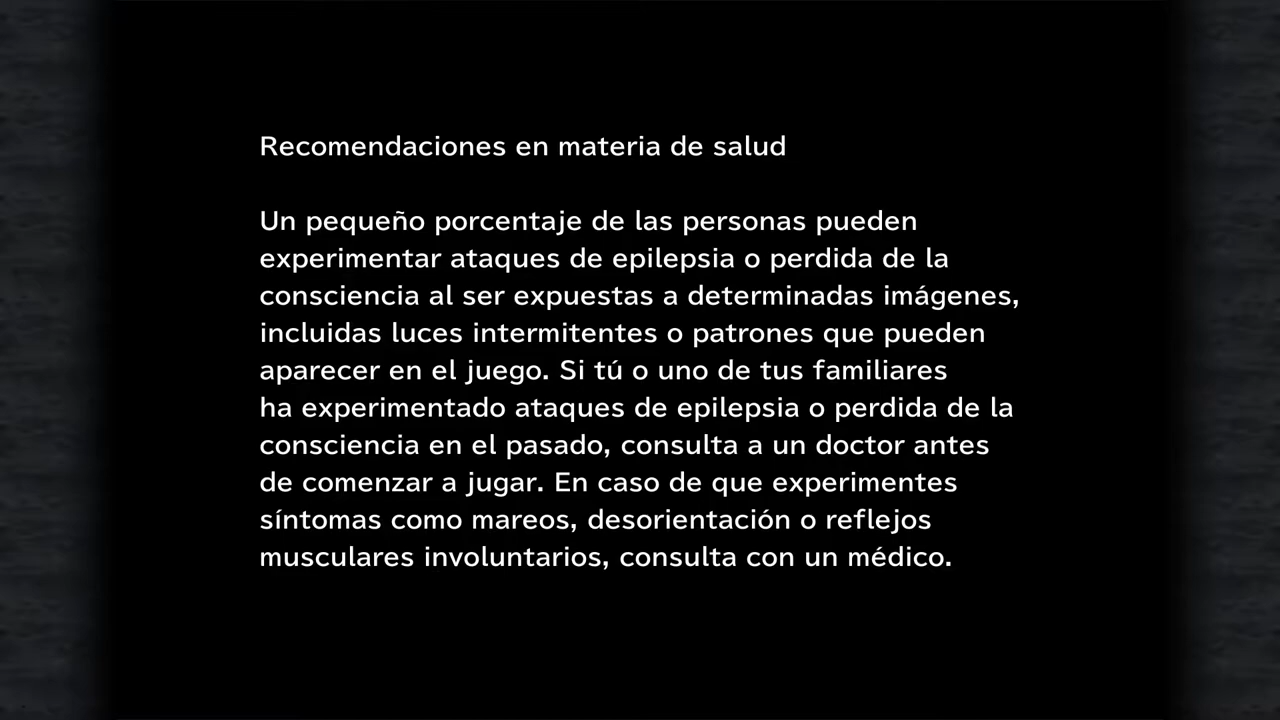 Recomendaciones en materia de salud
Un pequeño porcentaje de las personas pueden
experimentar ataques de epilepsia o perdida de la
consciencia al ser expuestas a determinadas imágenes,
incluidas luces intermitentes o patrones que pueden
aparecer en el juego. Si tú o uno de tus familiares
ha experimentado ataques de epilepsia o perdida de la
consciencia en el pasado, consulta a un doctor antes
de comenzar a jugar. En caso de que experimentes
síntomas como mareos, desorientación o reflejos
musculares involuntarios, consulta con un médico.